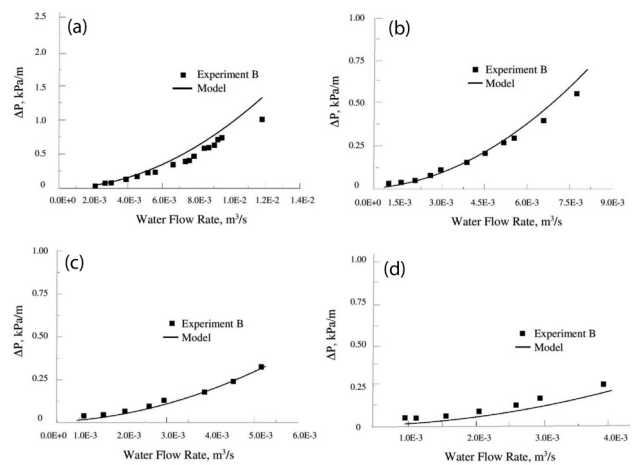 (a)
2.5
2.0
1.5
1.0
0.5
0.0
ΔP, kPa/m
Experiment B
Model
0.0E+0 2.0E-3 4.0E-3 6.0E-3 8.0E-3 1.0E-2 1.2E-2 1.4E-2
Water Flow Rate, m³/s
(b)
1.00
0.75
0.50
0.25
0.00
ΔP, kPa/m
Experiment B
Model
0.0E+0 1.5E-3 3.0E-3 4.5E-3 6.0E-3 7.5E-3 9.0E-3
Water Flow Rate, m³/s
(c)
1.00
0.75
0.50
0.25
0
ΔP, kPa/m
Experiment B
Model
0.0E+0 1.0E-3 2.0E-3 3.0E-3 4.0E-3 5.0E-3 6.0E-3
Water Flow Rate, m³/s
(d)
1.00
0.75
0.50
0.25
0
ΔP, kPa/m
Experiment B
Model
1.0E-3 2.0E-3 3.0E-3 4.0E-3
Water Flow Rate, m³/s